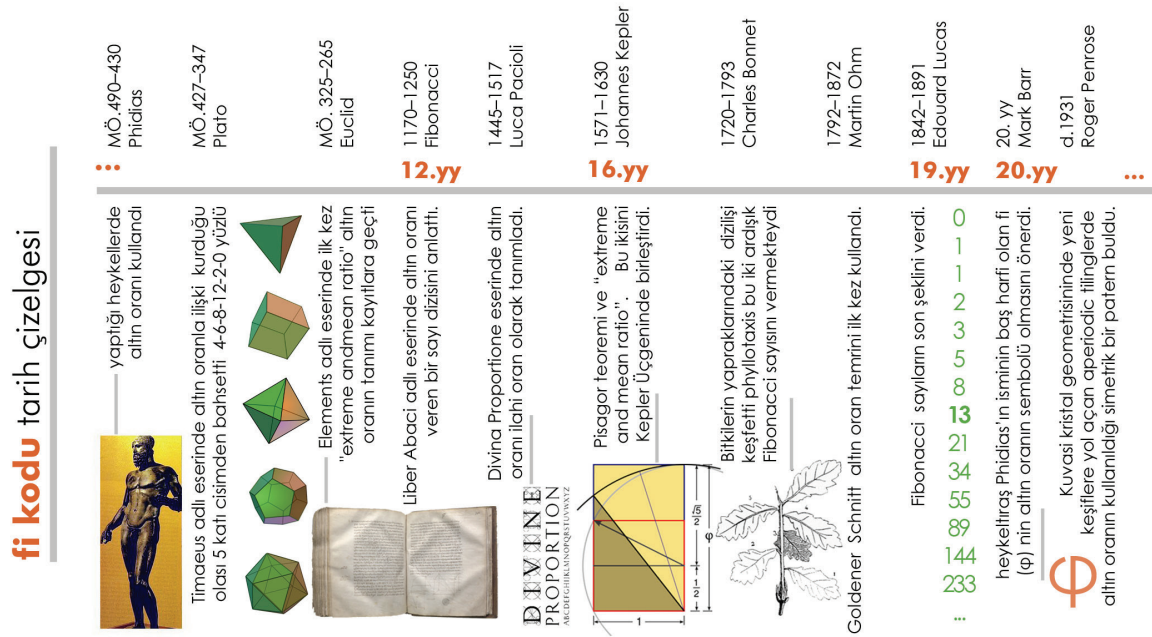 fi kodu tarih çizelgesi
...
MÖ.490–430
Phidias
yaptığı heykellerde
altın oranı kullandı
MÖ.427–347
Plato
Timaeus adlı eserinde altın oranla ilişki kurduğu
olası 5 katı cisimden bahsetti 4-6-8-12-2-0 yüzlü
MÖ. 325–265
Euclid
Elements adlı eserinde ilk kez
"extreme andmean ratio" altın
oranın tanımı kayıtlara geçti
12.yy
1170–1250
Fibonacci
Liber Abaci adlı eserinde altın oranı
veren bir sayı dizisini anlattı.
1445–1517
Luca Pacioli
Divina Proportione eserinde altın
oranı ilahi oran olarak tanımladı.
DIVINE
PROPORTION
ABCDEFGHIKLMNOPQRSTUVWXYZ
16.yy
1571–1630
Johannes Kepler
Pisagor teoremi ve "extreme
and mean ratio". Bu ikisini
Kepler Üçgeninde birleştirdi.
1
1/2
√5/2
φ
1720–1793
Charles Bonnet
Bitkilerin yapraklarındaki dizilişi
keşfetti phyllotaxis bu iki ardışık
Fibonacci sayısını vermekteydi
1792–1872
Martin Ohm
Goldener Schnitt altın oran temrini ilk kez kullandı.
19.yy
1842–1891
Edouard Lucas
Fibonacci sayıların son şeklini verdi.
0
1
1
2
3
5
8
13
21
34
55
89
144
233
...
20.yy
20. yy
Mark Barr
heykeltıraş Phidias'ın isminin baş harfi olan fi
(φ) nin altın oranın sembolü olmasını önerdi.
φ
d.1931
Roger Penrose
Kuvasi kristal geometrisininde yeni
keşiflere yol açan aperiodic tilinglerde
altın oranın kullanıldığı simetrik bir patern buldu.
...